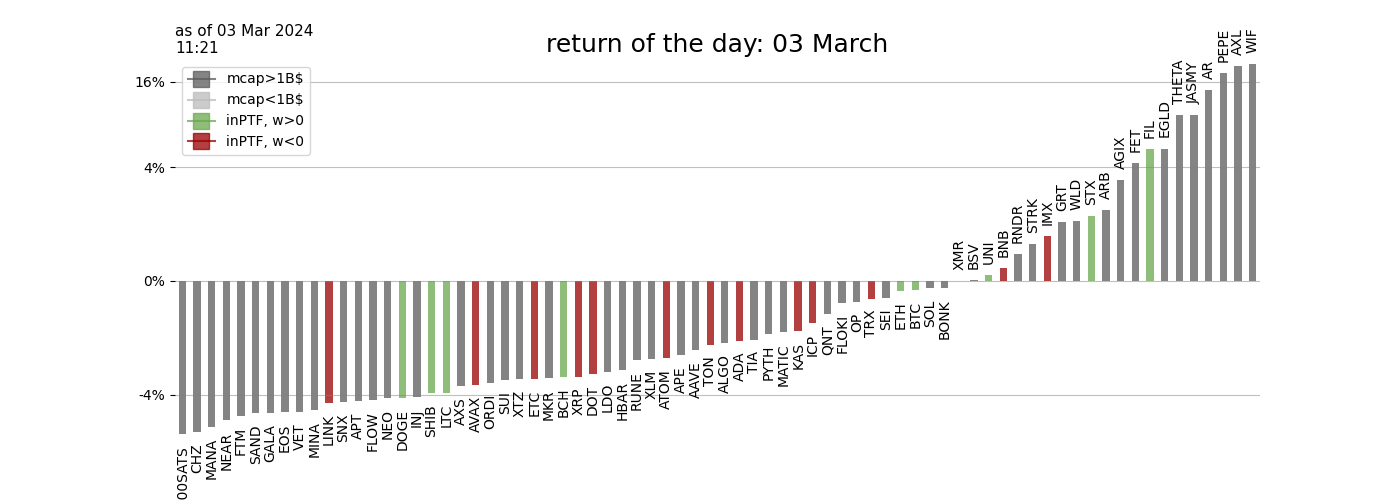 as of 03 Mar 2024
11:21
return of the day: 03 March
mcap>1B$
mcap<1B$
inPTF, w>0
inPTF, w<0
16%
4%
0%
-4%
00SATS
CHZ
MANA
NEAR
FTM
SAND
GALA
EOS
VET
MINA
LINK
SNX
APT
FLOW
NEO
DOGE
INJ
SHIB
LTC
AXS
AVAX
ORDI
SUI
XTZ
ETC
MKR
BCH
XRP
DOT
LDO
HBAR
RUNE
XLM
ATOM
APE
AAVE
TON
ALGO
ADA
TIA
PYTH
MATIC
KAS
ICP
QNT
FLOKI
OP
TRX
SEI
ETH
BTC
SOL
BONK
XMR
BSV
UNI
BNB
RNDR
STRK
IMX
GRT
WLD
STX
ARB
AGIX
FET
FIL
EGLD
THETA
JASMY
AR
PEPE
AXL
WIF